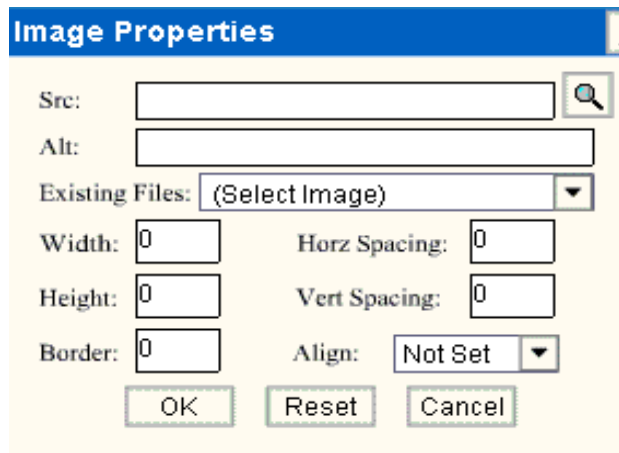 Image Properties
Src:
Alt:
Existing Files: (Select Image)
Width: 0 Horz Spacing: 0
Height: 0 Vert Spacing: 0
Border: 0 Align: Not Set
OK Reset Cancel